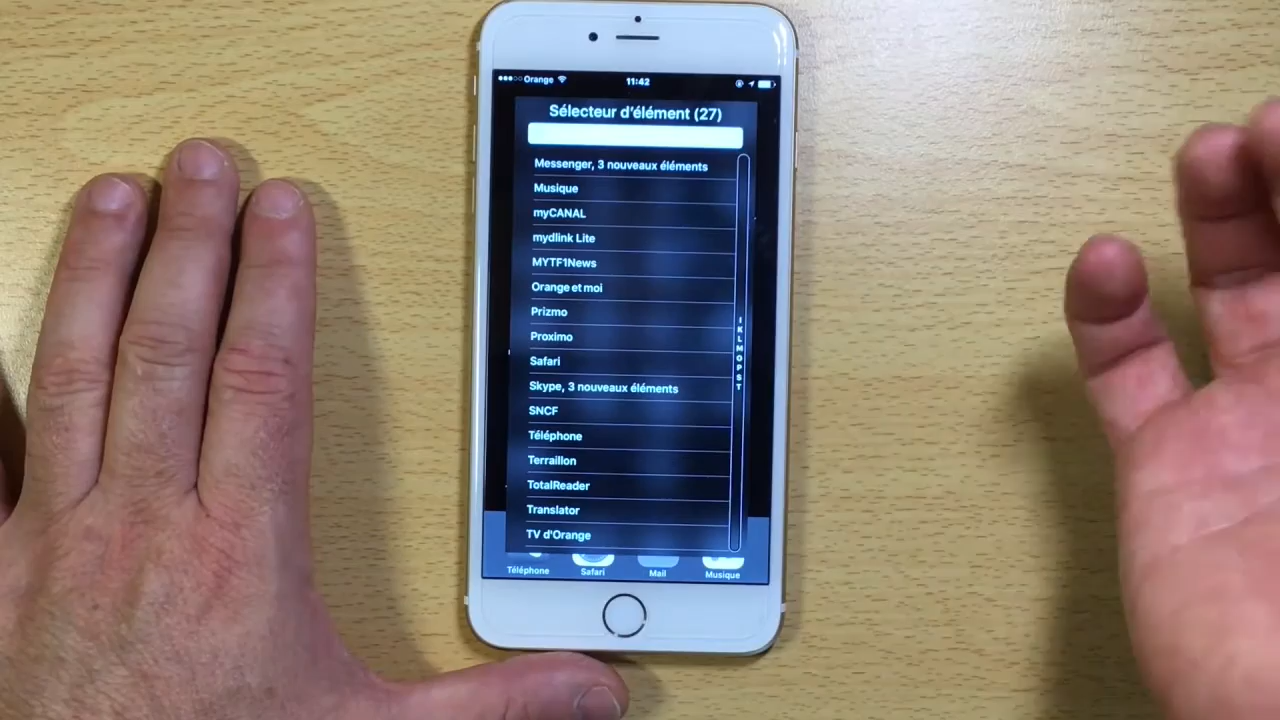 Orange 11:42
Sélecteur d'élément (27)
Messenger, 3 nouveaux éléments
Musique
myCANAL
mydlink Lite
MYTF1News
Orange et moi
Prizmo
Proximo
Safari
Skype, 3 nouveaux éléments
SNCF
Téléphone
Terraillon
TotalReader
Translator
TV d'Orange
I
K
L
M
O
P
S
T
Téléphone Safari Mail Musique